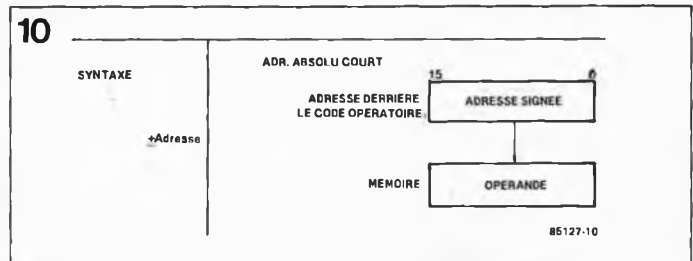 10
SYNTAXE
ADR. ABSOLU COURT
15 0
ADRESSE DERRIERE
LE CODE OPERATOIRE
ADRESSE SIGNEE
±Adresse
MEMOIRE
OPERANDE
85127-10